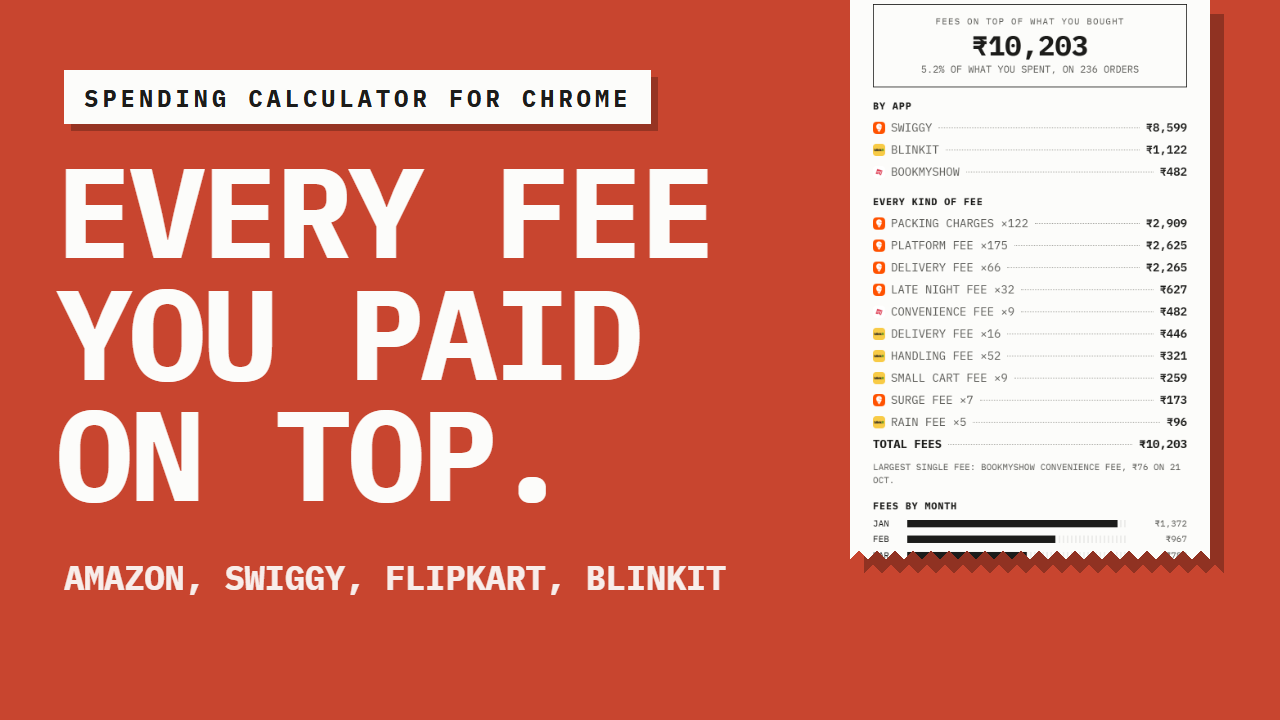 SPENDING CALCULATOR FOR CHROME
EVERY FEE
YOU PAID
ON TOP.
AMAZON, SWIGGY, FLIPKART, BLINKIT
FEES ON TOP OF WHAT YOU BOUGHT
₹10,203
5.2% OF WHAT YOU SPENT, ON 236 ORDERS
BY APP
SWIGGY ₹8,599
BLINKIT ₹1,122
BOOKMYSHOW ₹482
EVERY KIND OF FEE
PACKING CHARGES ×122 ₹2,909
PLATFORM FEE ×175 ₹2,625
DELIVERY FEE ×66 ₹2,265
LATE NIGHT FEE ×32 ₹627
CONVENIENCE FEE ×9 ₹482
DELIVERY FEE ×16 ₹446
HANDLING FEE ×52 ₹321
SMALL CART FEE ×9 ₹259
SURGE FEE ×7 ₹173
RAIN FEE ×5 ₹96
TOTAL FEES ₹10,203
LARGEST SINGLE FEE: BOOKMYSHOW CONVENIENCE FEE, ₹76 ON 21
OCT.
FEES BY MONTH
JAN ₹1,372
FEB ₹967